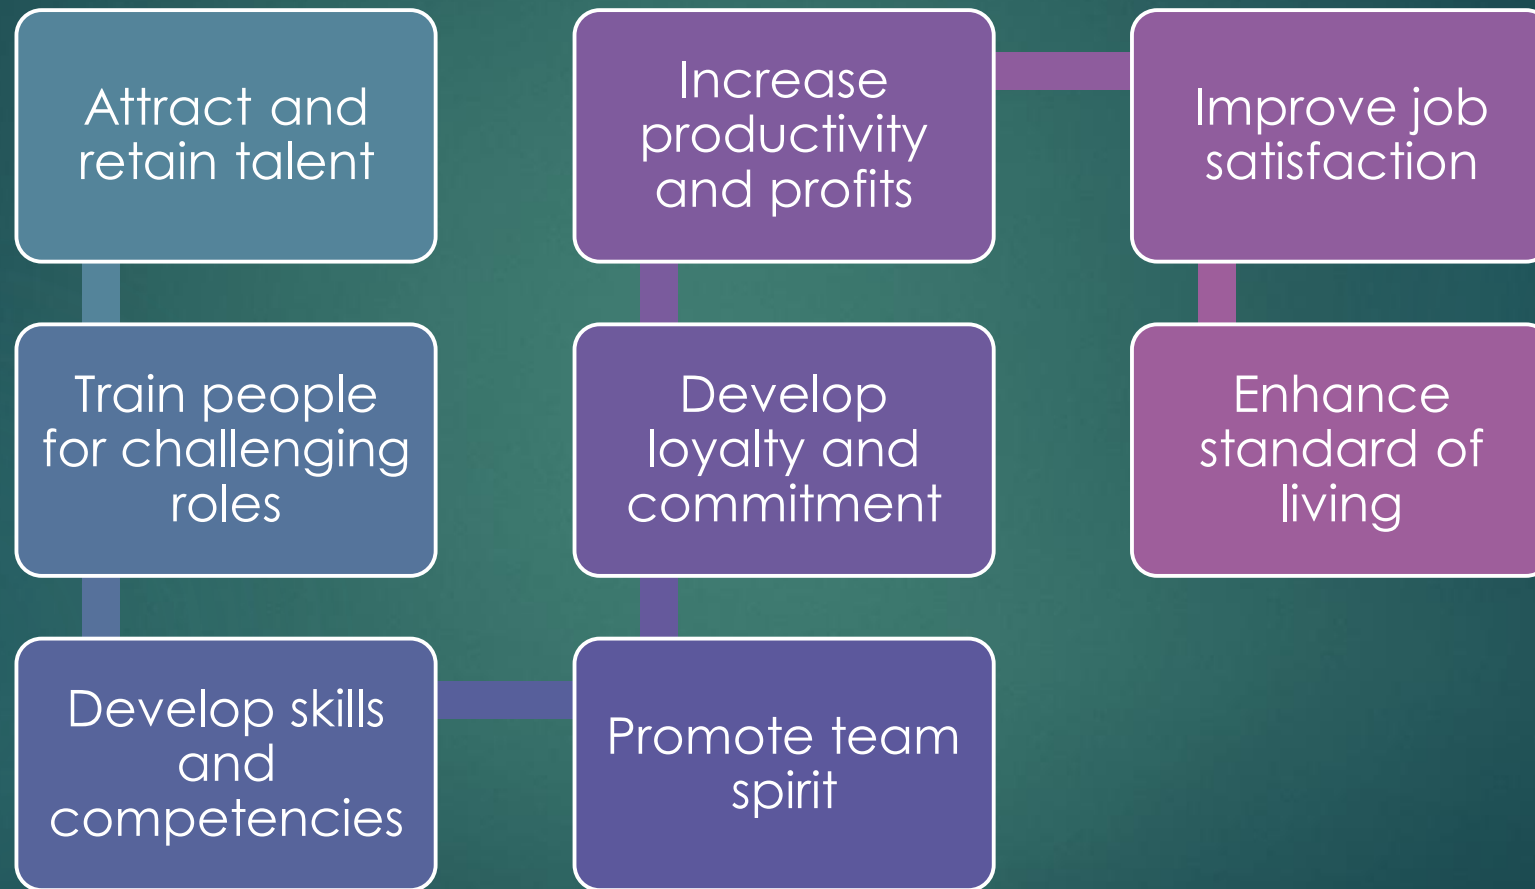 Attract and
retain talent
Train people
for challenging
roles
Develop skills
and
competencies
Promote team
spirit
Develop
loyalty and
commitment
Increase
productivity
and profits
Improve job
satisfaction
Enhance
standard of
living